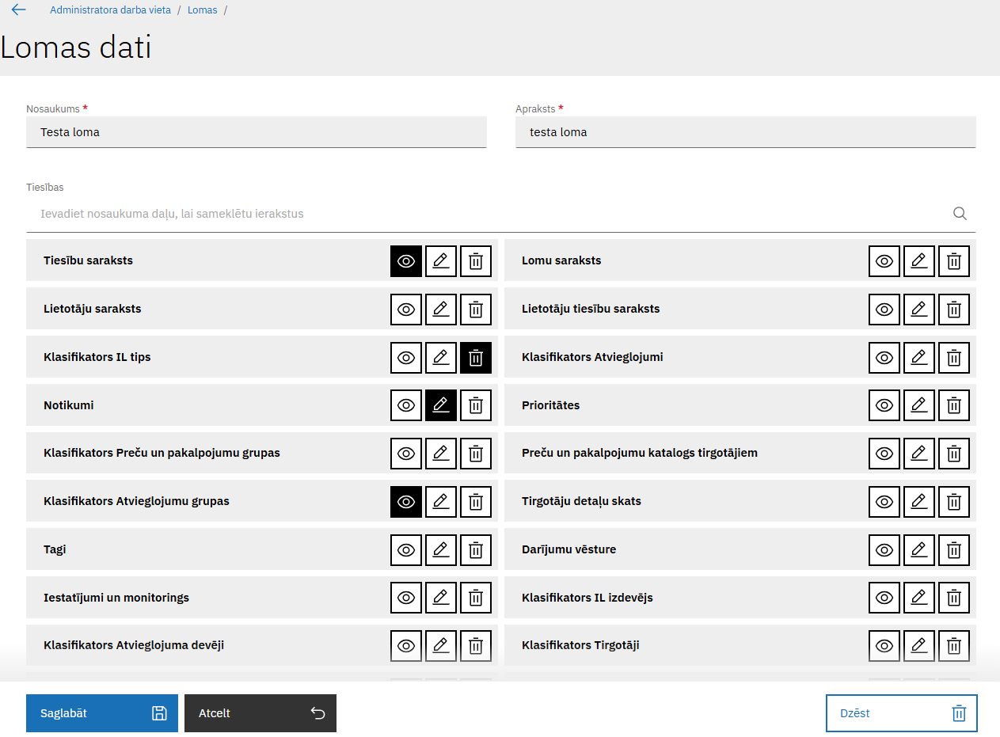 Administratora darba vieta / Lomas /
Lomas dati
Nosaukums *
Apraksts *
Testa loma
testa loma
Tiesības
Ievadiet nosaukuma daļu, lai sameklētu ierakstus
Tiesību saraksts
Lomu saraksts
Lietotāju saraksts
Lietotāju tiesību saraksts
Klasifikators IL tips
Klasifikators Atvieglojumi
Notikumi
Prioritātes
Klasifikators Preču un pakalpojumu grupas
Preču un pakalpojumu katalogs tirgotājiem
Klasifikators Atvieglojumu grupas
Tirgotāju detaļu skats
Tagi
Darījumu vēsture
Iestatījumi un monitorings
Klasifikators IL izdevējs
Klasifikators Atvieglojuma devēji
Klasifikators Tirgotāji
Saglabāt
Atcelt
Dzēst